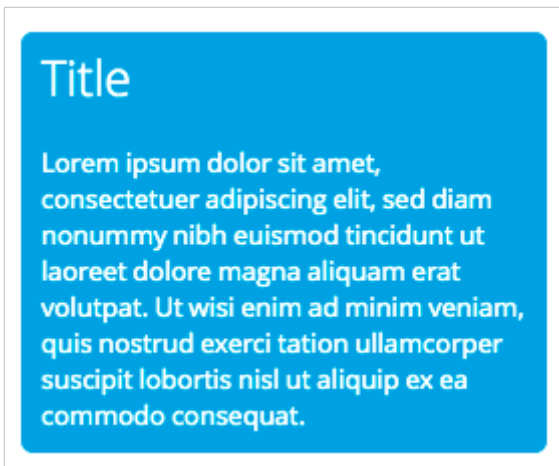 Title
Lorem ipsum dolor sit amet,
consectetuer adipiscing elit, sed diam
nonummy nibh euismod tincidunt ut
laoreet dolore magna aliquam erat
volutpat. Ut wisi enim ad minim veniam,
quis nostrud exerci tation ullamcorper
suscipit lobortis nisl ut aliquip ex ea
commodo consequat.